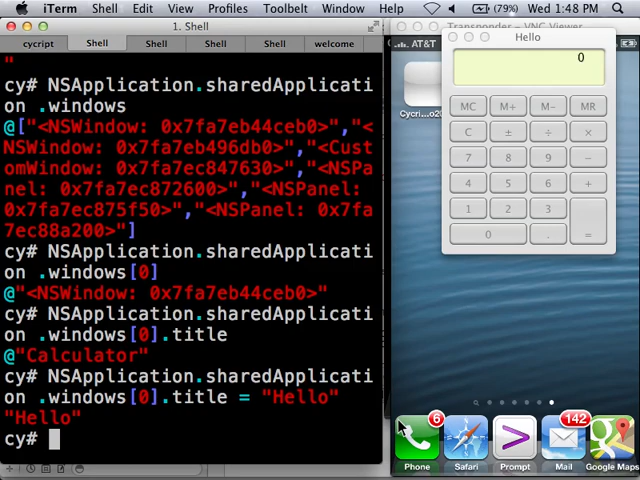 iTerm Shell Edit View Profiles Toolbelt Window Help (79%) Wed 1:48 PM
1. Shell
cycript Shell Shell Shell Shell welcome
"
cy# NSApplication.sharedApplicati
on .windows
@["<NSWindow: 0x7fa7eb44ceb0>","<
NSWindow: 0x7fa7eb496db0>","<Cust
omWindow: 0x7fa7ec847630>","<NSPa
nel: 0x7fa7ec872600>","<NSPanel: 
0x7fa7ec875f50>","<NSPanel: 0x7fa
7ec88a200>"]
cy# NSApplication.sharedApplicati
on .windows[0]
@"<NSWindow: 0x7fa7eb44ceb0>"
cy# NSApplication.sharedApplicati
on .windows[0].title
@"Calculator"
cy# NSApplication.sharedApplicati
on .windows[0].title = "Hello"
"Hello"
cy#
Transponder - VNC Viewer
Hello
AT&T
0
MC M+ M− MR
C ± ÷ ×
7 8 9 −
4 5 6 +
1 2 3
0 . =
6 142
Phone Safari Prompt Mail Google Maps